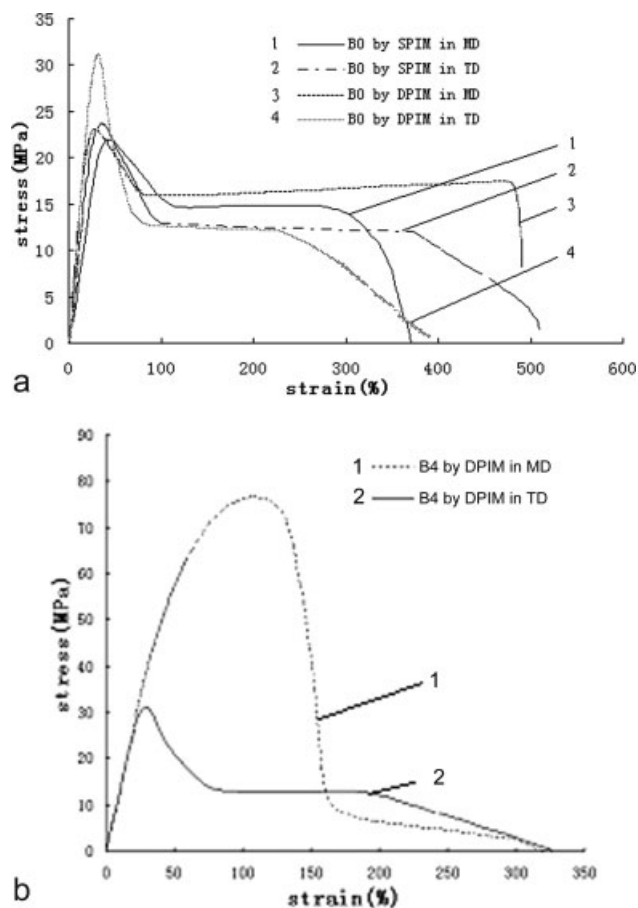 35
30
25
20
15
10
5
0
stress(MPa)
1 B0 by SPIM in MD
2 B0 by SPIM in TD
3 B0 by DPIM in MD
4 B0 by DPIM in TD
1
2
3
4
0 100 200 300 400 500 600
strain(%)
a
90
80
70
60
50
40
30
20
10
0
stress(MPa)
1 B4 by DPIM in MD
2 B4 by DPIM in TD
1
2
0 50 100 150 200 250 300 350
strain(%)
b